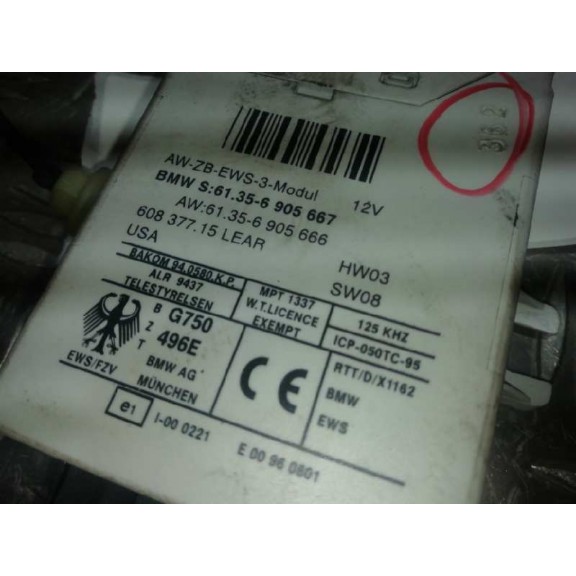 382
AW-ZB-EWS-3-Modul
BMW S:61.35-6 905 667 12V
AW:61.35-6 905 666
608 377.15 LEAR
USA
HW03
SW08
BAKOM 94.0580.K.P.
ALR 9437
TELESTYRELSEN
MPT 1337
W.T.LICENCE
EXEMPT
125 KHZ
ICP-050TC-95
B
Z
T
G750
496E
BMW AG
MÜNCHEN
EWS/FZV
CE
RTT/D/X1162
BMW
EWS
e1
I-00 0221
E 00 96 0801